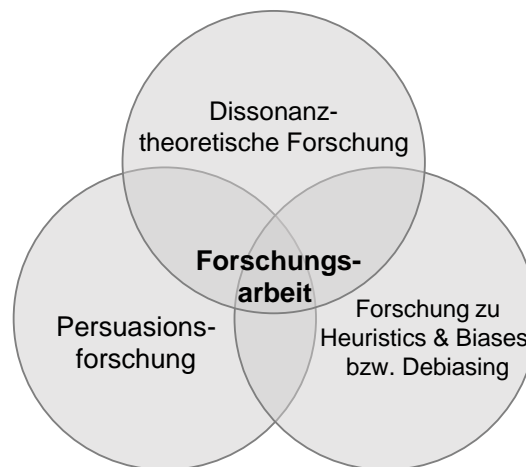 Dissonanz-
theoretische Forschung
Forschungs-
arbeit
Persuasions-
forschung
Forschung zu
Heuristics & Biases
bzw. Debiasing